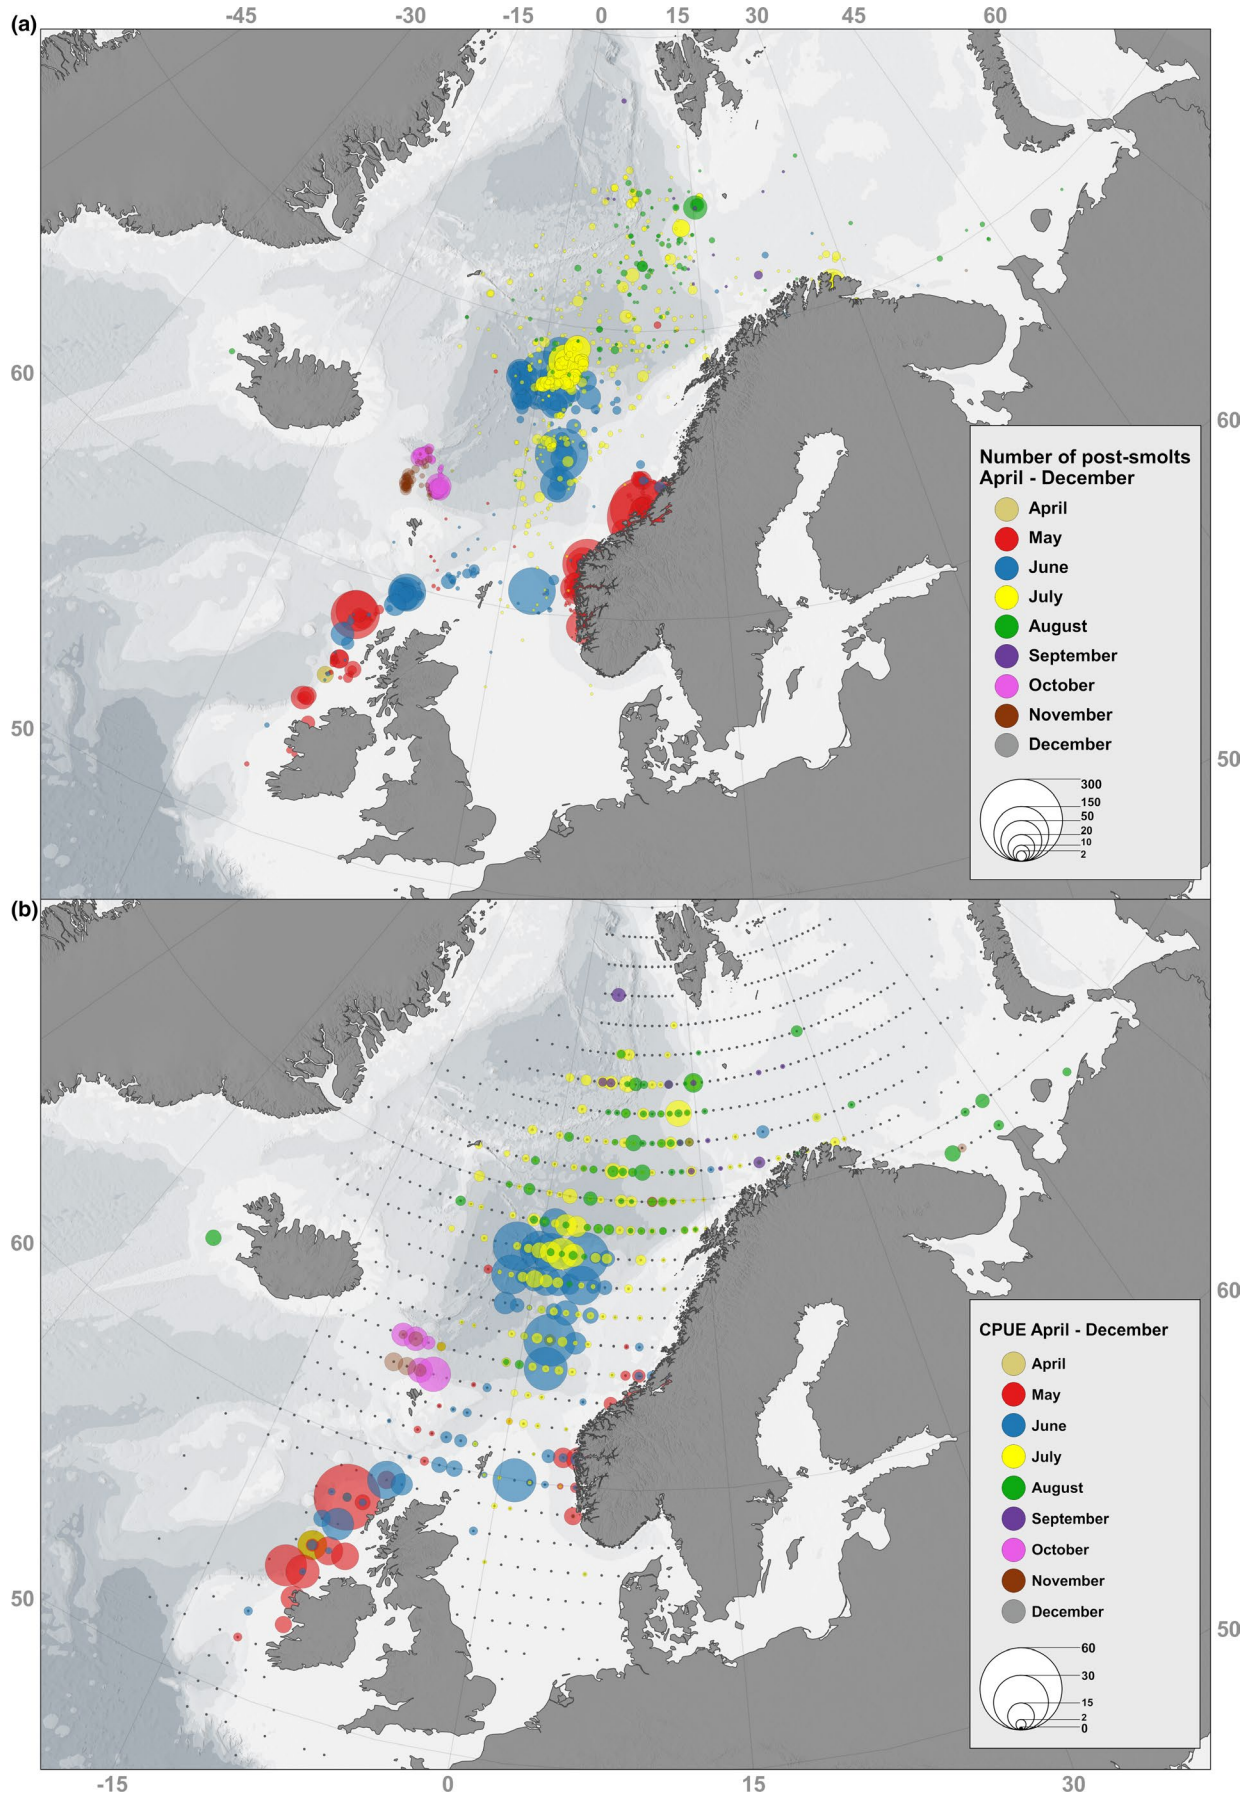 (a)
-45 -30 -15 0 15 30 45 60
60
60
50
50
Number of post-smolts
April - December
April
May
June
July
August
September
October
November
December
300
150
50
20
10
2
(b)
60
60
50
50
CPUE April - December
April
May
June
July
August
September
October
November
December
60
30
15
2
0
-15 0 15 30